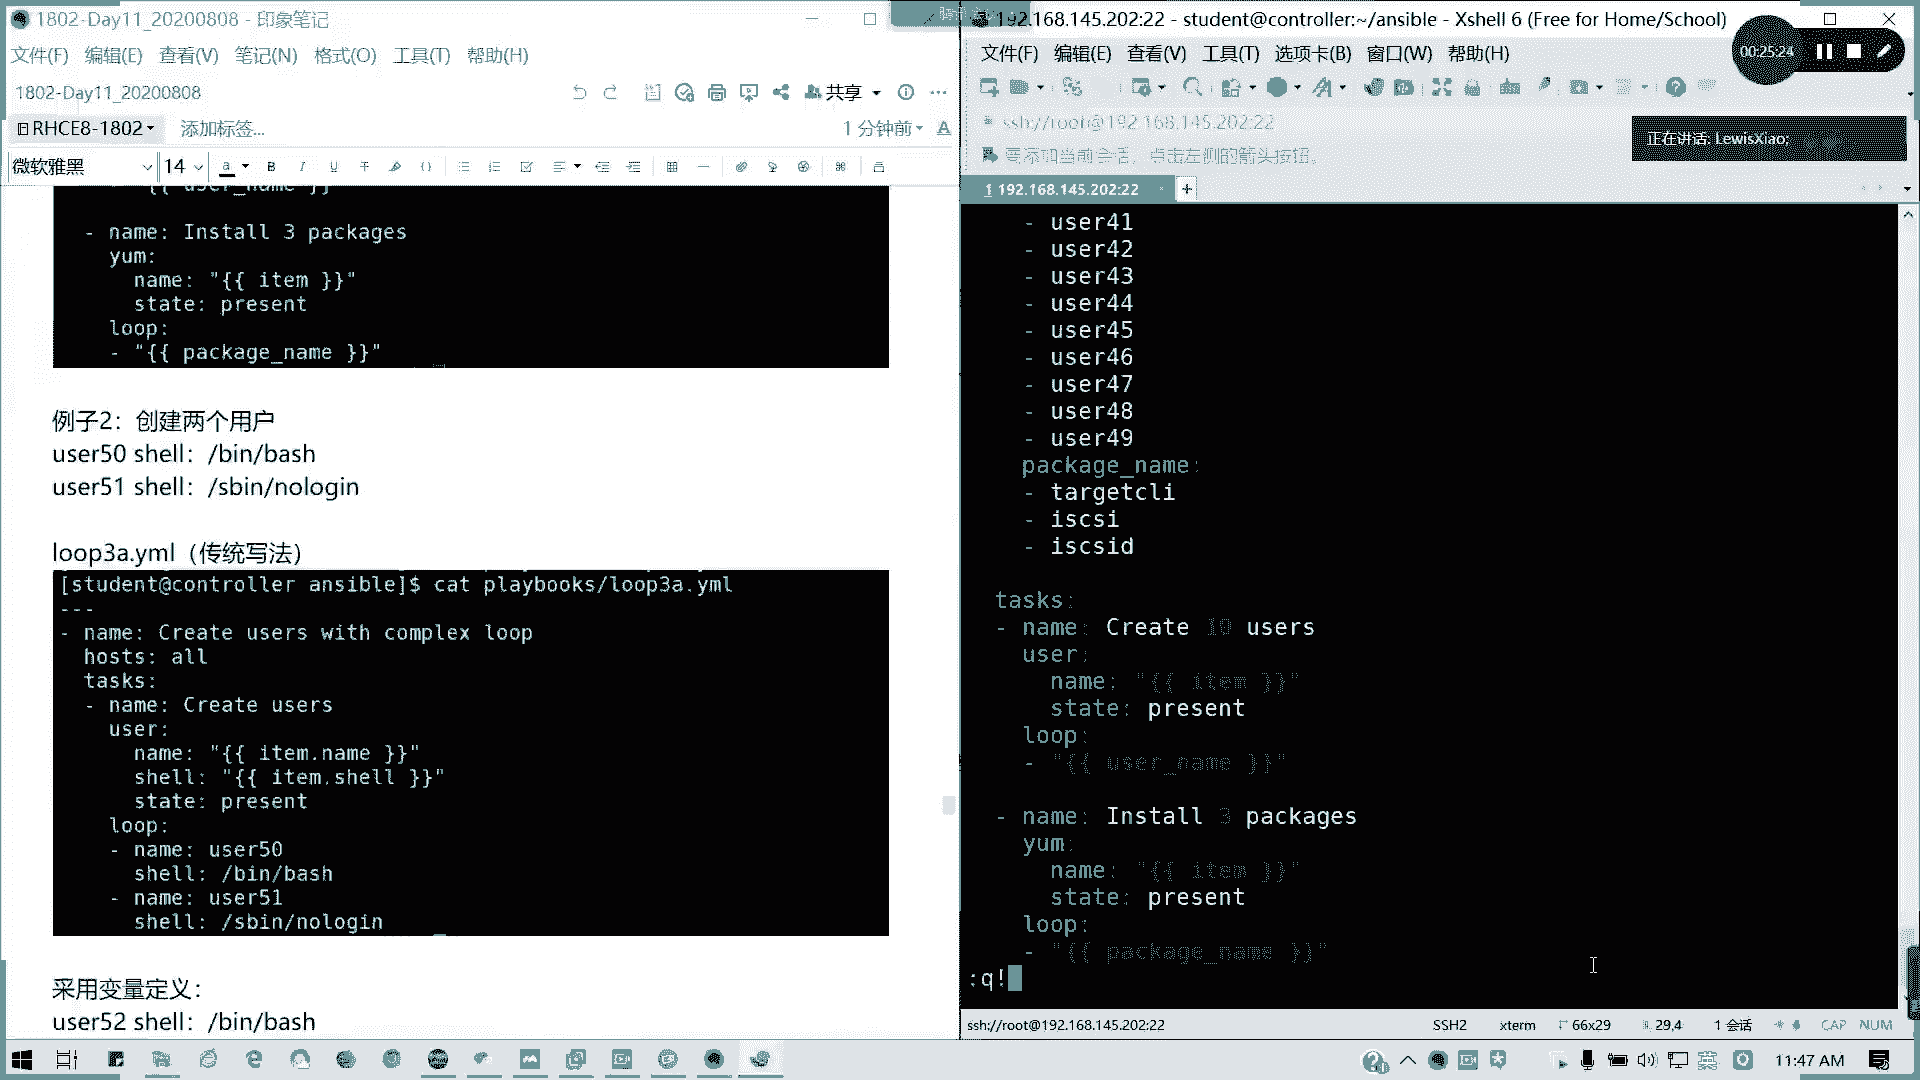 1802-Day11_20200808 - 印象笔记
文件(F) 编辑(E) 查看(V) 笔记(N) 格式(O) 工具(T) 帮助(H)
1802-Day11_20200808
共享
RHCE8-1802
添加标签...
1 分钟前
微软雅黑
14
"{{ user_name }}"
- name: Install 3 packages
yum:
name: "{{ item }}"
state: present
loop:
- "{{ package_name }}"
例子2：创建两个用户
user50 shell：/bin/bash
user51 shell：/sbin/nologin
loop3a.yml（传统写法）
[student@controller ansible]$ cat playbooks/loop3a.yml
---
- name: Create users with complex loop
hosts: all
tasks:
- name: Create users
user:
name: "{{ item.name }}"
shell: "{{ item.shell }}"
state: present
loop:
- name: user50
shell: /bin/bash
- name: user51
shell: /sbin/nologin
采用变量定义：
user52 shell：/bin/bash
192.168.145.202:22 - student@controller:~/ansible - Xshell 6 (Free for Home/School)
文件(F) 编辑(E) 查看(V) 工具(T) 选项卡(B) 窗口(W) 帮助(H)
00:25:24
ssh://root@192.168.145.202:22
正在讲话: LewisXiao;
要添加当前会话，点击左侧的箭头按钮。
1 192.168.145.202:22
- user41
- user42
- user43
- user44
- user45
- user46
- user47
- user48
- user49
package_name:
- targetcli
- iscsi
- iscsid
tasks:
- name: Create 10 users
user:
name: "{{ item }}"
state: present
loop:
- "{{ user_name }}"
- name: Install 3 packages
yum:
name: "{{ item }}"
state: present
loop:
- "{{ package_name }}"
:q!
ssh://root@192.168.145.202:22
SSH2
xterm
66x29
29,4
1 会话
CAP NUM
英
11:47 AM